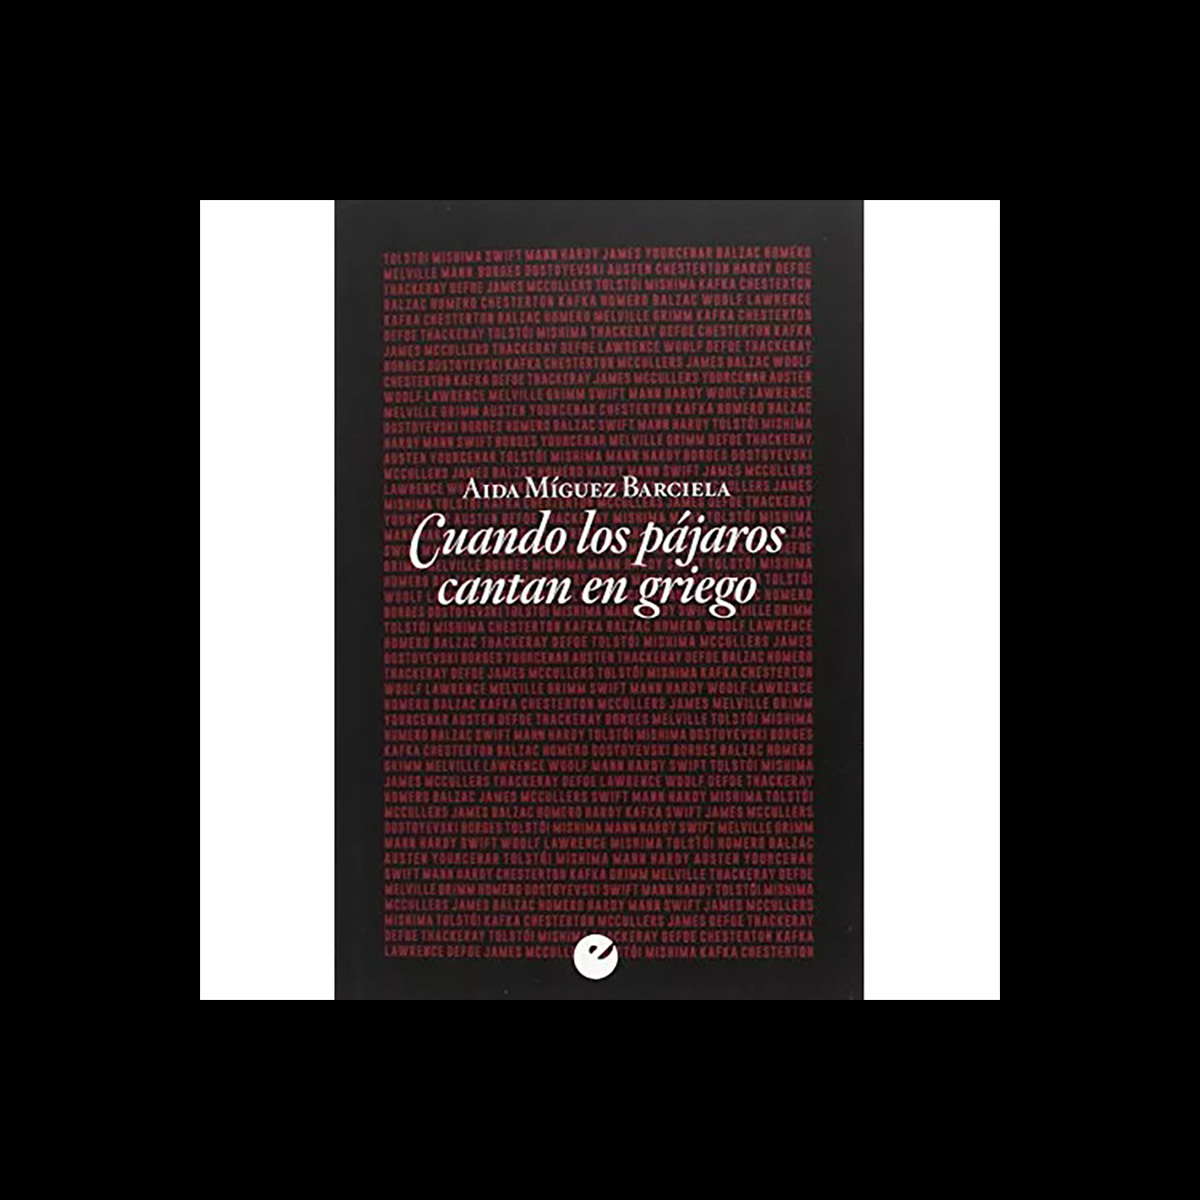 TOLSTÓI MISHIMA SWIFT MANN HARDY JAMES YOURCENAR BALZAC HOMERO
MELVILLE MANN BORGES DOSTOYEVSKI AUSTEN CHESTERTON HARDY DEFOE
THACKERAY DEFOE JAMES MCCULLERS TOLSTÓI MISHIMA KAFKA CHESTERTON
BALZAC HOMERO CHESTERTON KAFKA HOMERO BALZAC WOOLF LAWRENCE
KAFKA CHESTERTON BALZAC HOMERO MELVILLE GRIMM KAFKA CHESTERTON
DEFOE THACKERAY TOLSTÓI MISHIMA THACKERAY DEFOE CHESTERTON KAFKA
JAMES MCCULLERS THACKERAY DEFOE LAWRENCE WOOLF DEFOE THACKERAY
BORGES DOSTOYEVSKI KAFKA CHESTERTON MCCULLERS JAMES BALZAC WOOLF
CHESTERTON KAFKA DEFOE THACKERAY JAMES MCCULLERS YOURCENAR AUSTEN
WOOLF LAWRENCE MELVILLE GRIMM SWIFT MANN HARDY WOOLF LAWRENCE
MELVILLE GRIMM AUSTEN YOURCENAR CHESTERTON KAFKA HOMERO BALZAC
DOSTOYEVSKI BORGES HOMERO BALZAC SWIFT MANN HARDY TOLSTÓI MISHIMA
HARDY MANN SWIFT BORGES YOURCENAR MELVILLE GRIMM DEFOE THACKERAY
AUSTEN YOURCENAR TOLSTÓI MISHIMA MANN HARDY BORGES DOSTOYEVSKI
MCCULLERS JAMES BALZAC HOMERO HARDY MANN SWIFT JAMES MCCULLERS
AIDA MÍGUEZ BARCIELA
Cuando los pájaros
cantan en griego
TOLSTÓI MISHIMA CHESTERTON KAFKA BALZAC HOMERO WOOLF LAWRENCE
HOMERO BALZAC THACKERAY DEFOE TOLSTÓI MISHIMA MCCULLERS JAMES
DOSTOYEVSKI BORGES YOURCENAR AUSTEN THACKERAY DEFOE BALZAC HOMERO
THACKERAY DEFOE JAMES MCCULLERS TOLSTÓI MISHIMA KAFKA CHESTERTON
WOOLF LAWRENCE MELVILLE GRIMM SWIFT MANN HARDY WOOLF LAWRENCE
HOMERO BALZAC KAFKA CHESTERTON MCCULLERS JAMES MELVILLE GRIMM
YOURCENAR AUSTEN DEFOE THACKERAY BORGES MELVILLE TOLSTÓI MISHIMA
HOMERO BALZAC SWIFT MANN HARDY TOLSTÓI MISHIMA DOSTOYEVSKI BORGES
KAFKA CHESTERTON BALZAC HOMERO DOSTOYEVSKI BORGES BALZAC HOMERO
GRIMM MELVILLE LAWRENCE WOOLF MANN HARDY SWIFT TOLSTÓI MISHIMA
JAMES MCCULLERS THACKERAY DEFOE LAWRENCE WOOLF DEFOE THACKERAY
HOMERO BALZAC JAMES MCCULLERS SWIFT MANN HARDY MISHIMA TOLSTÓI
MCCULLERS JAMES BALZAC HOMERO HARDY KAFKA SWIFT JAMES MCCULLERS
DOSTOYEVSKI BORGES TOLSTÓI MISHIMA MANN HARDY SWIFT MELVILLE GRIMM
MANN HARDY SWIFT WOOLF LAWRENCE MISHIMA TOLSTÓI HOMERO BALZAC
AUSTEN YOURCENAR TOLSTÓI MISHIMA MANN HARDY AUSTEN YOURCENAR
SWIFT MANN HARDY CHESTERTON KAFKA GRIMM MELVILLE THACKERAY DEFOE
MELVILLE GRIMM HOMERO DOSTOYEVSKI SWIFT MANN HARDY TOLSTÓI MISHIMA
MCCULLERS JAMES BALZAC HOMERO HARDY MANN SWIFT JAMES MCCULLERS
MISHIMA TOLSTÓI KAFKA CHESTERTON MCCULLERS JAMES DEFOE THACKERAY
DEFOE THACKERAY TOLSTÓI DEFOE CHESTERTON KAFKA
LAWRENCE DEFOE JAMES MISHIMA KAFKA CHESTERTON
e